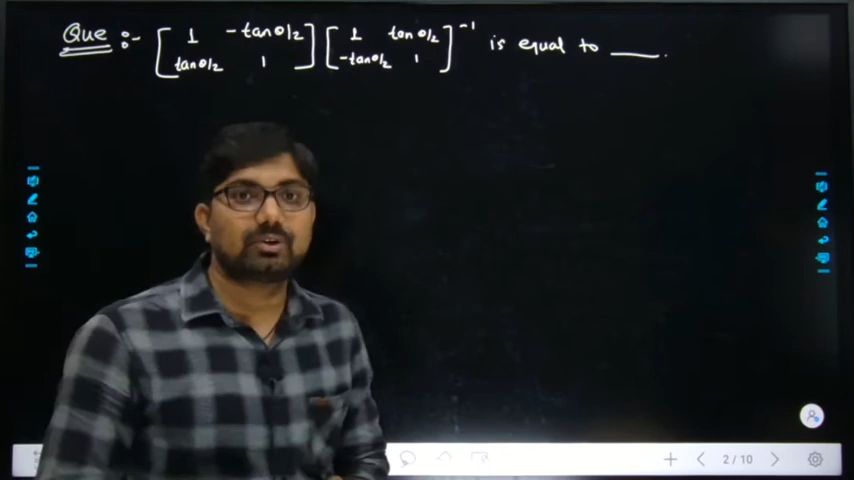 Que :- [ 1 -tanθ/2 ] [ 1 tanθ/2 ]⁻¹ is equal to ___.
[ tanθ/2 1 ] [ -tanθ/2 1 ]
2/10